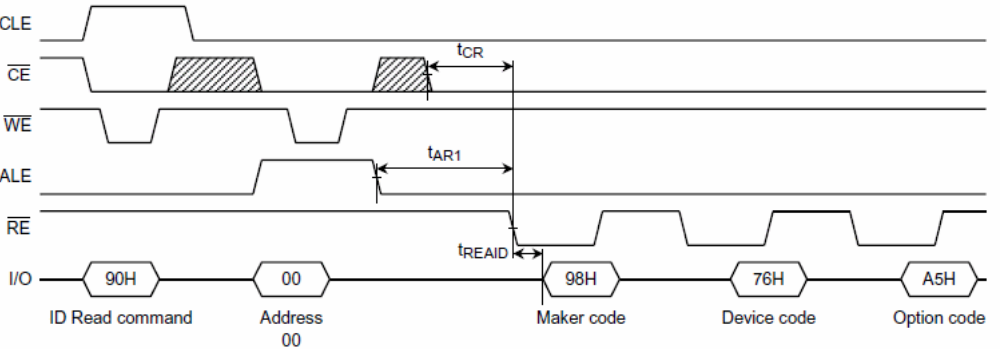 CLE
tCR
CE
WE
tAR1
ALE
RE
tREAID
I/O 90H 00 98H 76H A5H
ID Read command Address Maker code Device code Option code
00